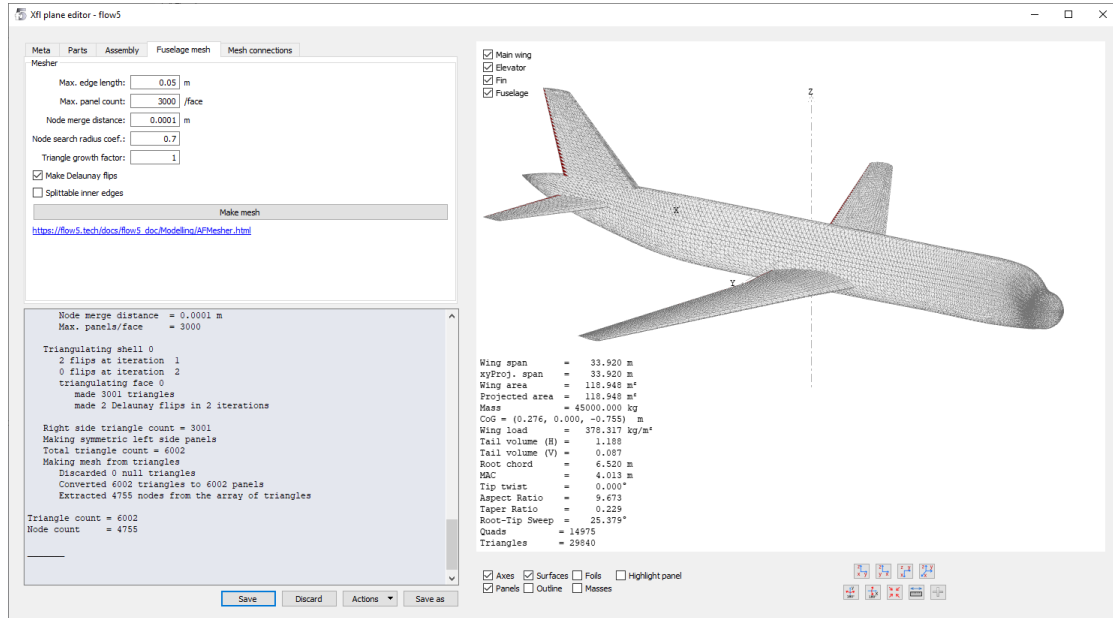 Xfl plane editor - flow5
Meta Parts Assembly Fuselage mesh Mesh connections
Mesher
Max. edge length: 0.05 m
Max. panel count: 3000 /face
Node merge distance: 0.0001 m
Node search radius coef.: 0.7
Triangle growth factor: 1
Make Delaunay flips
Splittable inner edges
Make mesh
https://flow5.tech/docs/flow5_doc/Modelling/AFMesher.html
Node merge distance = 0.0001 m
Max. panels/face = 3000
Triangulating shell 0
2 flips at iteration 1
0 flips at iteration 2
triangulating face 0
made 3001 triangles
made 2 Delaunay flips in 2 iterations
Right side triangle count = 3001
Making symmetric left side panels
Total triangle count = 6002
Making mesh from triangles
Discarded 0 null triangles
Converted 6002 triangles to 6002 panels
Extracted 4755 nodes from the array of triangles
Triangle count = 6002
Node count = 4755
Save Discard Actions Save as
Main wing
Elevator
Fin
Fuselage
Z
X
Y
Wing span = 33.920 m
xyProj. span = 33.920 m
Wing area = 118.948 m²
Projected area = 118.948 m²
Mass = 45000.000 kg
CoG = (0.276, 0.000, -0.755) m
Wing load = 378.317 kg/m²
Tail volume (H) = 1.188
Tail volume (V) = 0.087
Root chord = 6.520 m
MAC = 4.013 m
Tip twist = 0.000°
Aspect Ratio = 9.673
Taper Ratio = 0.229
Root-Tip Sweep = 25.379°
Quads = 14975
Triangles = 29840
Axes Surfaces Foils Highlight panel
Panels Outline Masses